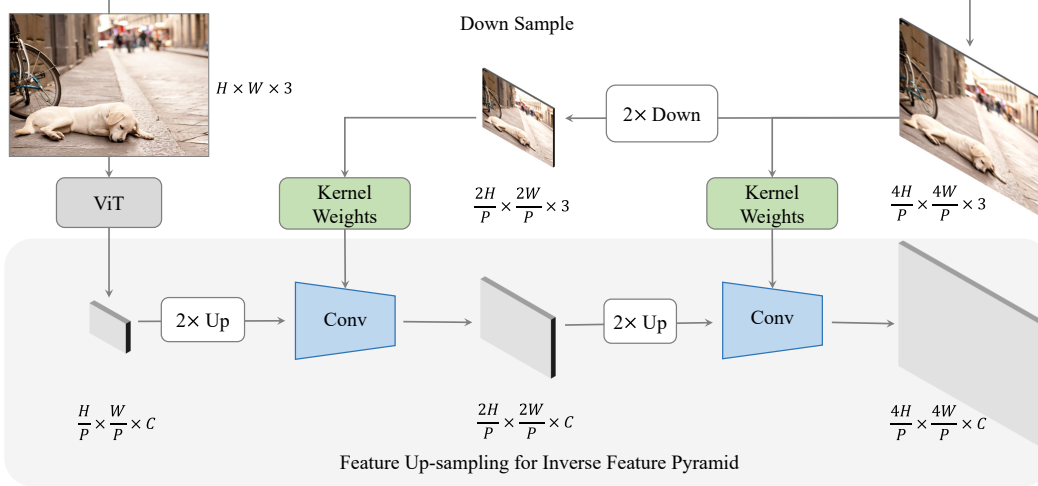 Down Sample
H × W × 3
2× Down
ViT
Kernel
Weights
2H/P × 2W/P × 3
Kernel
Weights
4H/P × 4W/P × 3
2× Up
Conv
2× Up
Conv
H/P × W/P × C
2H/P × 2W/P × C
4H/P × 4W/P × C
Feature Up-sampling for Inverse Feature Pyramid